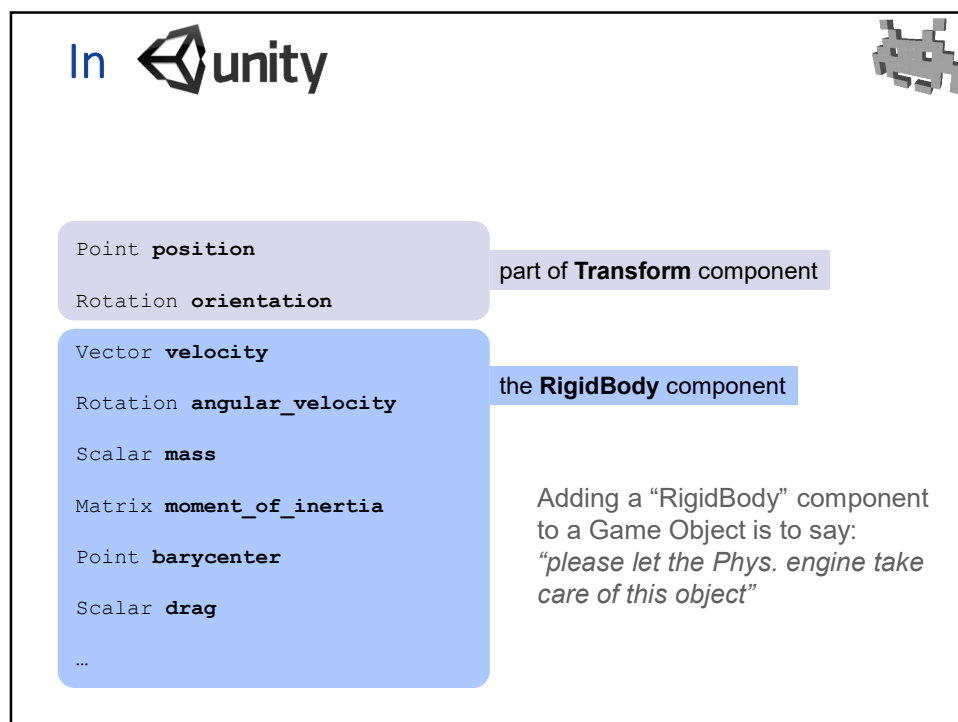 In unity
Point position
Rotation orientation
part of Transform component
Vector velocity
Rotation angular_velocity
Scalar mass
Matrix moment_of_inertia
Point barycenter
Scalar drag
…
the RigidBody component
Adding a “RigidBody” component
to a Game Object is to say:
“please let the Phys. engine take
care of this object”